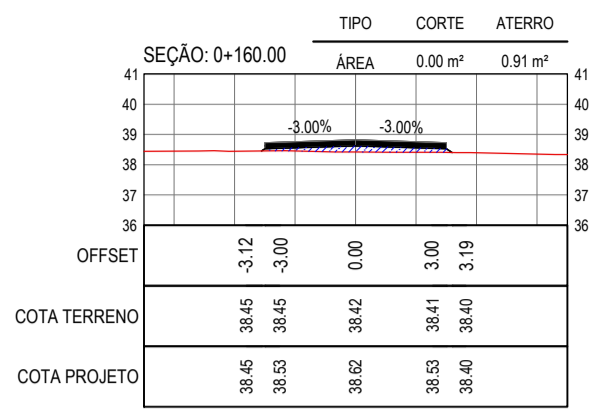 TIPO CORTE ATERRO
SEÇÃO: 0+160.00
ÁREA 0.00 m² 0.91 m²
41 41
40 40
-3.00% -3.00%
39 39
38 38
37 37
36 36
OFFSET -3.12 -3.00 0.00 3.00 3.19
COTA TERRENO 38.45 38.45 38.42 38.41 38.40
COTA PROJETO 38.45 38.53 38.62 38.53 38.40